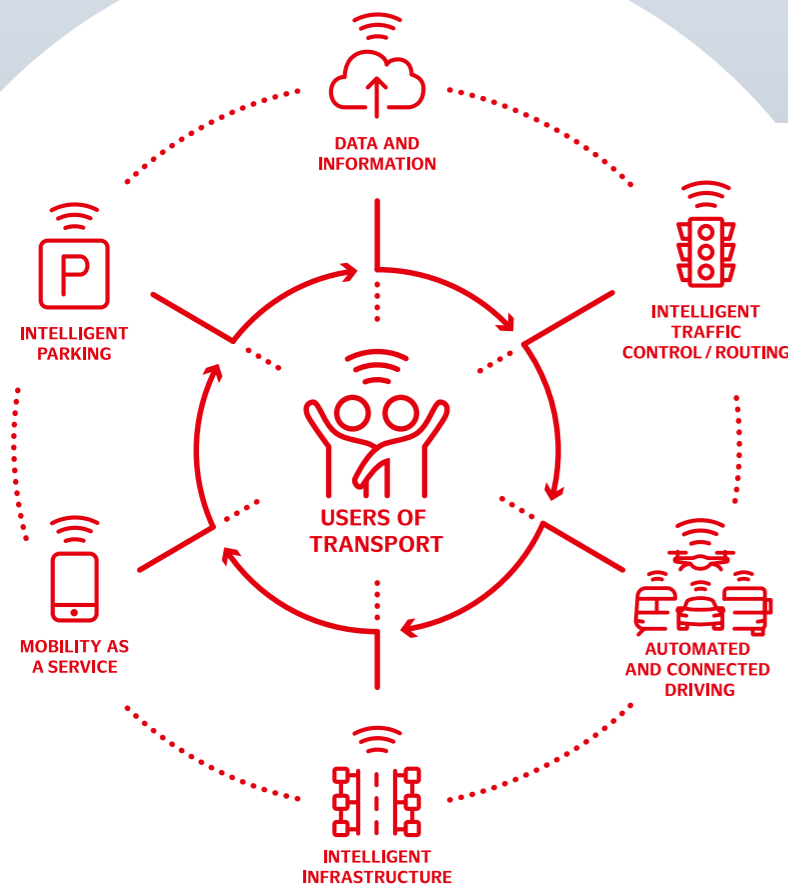 DATA AND
INFORMATION
INTELLIGENT
TRAFFIC
CONTROL / ROUTING
AUTOMATED
AND CONNECTED
DRIVING
INTELLIGENT
INFRASTRUCTURE
MOBILITY AS
A SERVICE
P
INTELLIGENT
PARKING
USERS OF
TRANSPORT